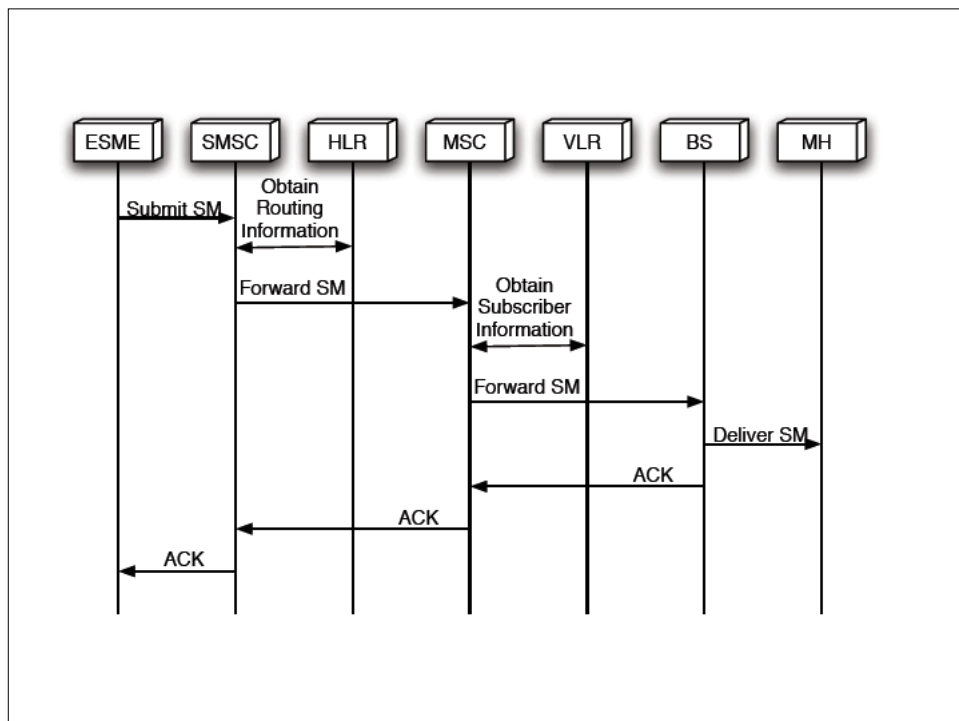 ESME
SMSC
HLR
MSC
VLR
BS
MH
Submit SM
Obtain
Routing
Information
Forward SM
Obtain
Subscriber
Information
Forward SM
Deliver SM
ACK
ACK
ACK